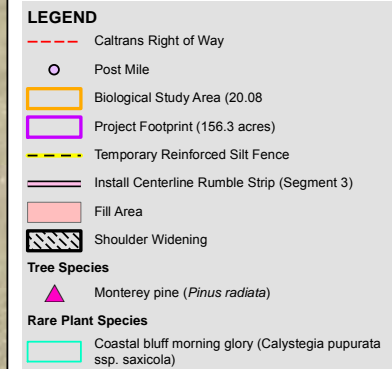 LEGEND
Caltrans Right of Way
Post Mile
Biological Study Area (20.08
Project Footprint (156.3 acres)
Temporary Reinforced Silt Fence
Install Centerline Rumble Strip (Segment 3)
Fill Area
Shoulder Widening
Tree Species
Monterey pine (Pinus radiata)
Rare Plant Species
Coastal bluff morning glory (Calystegia pupurata
ssp. saxicola)